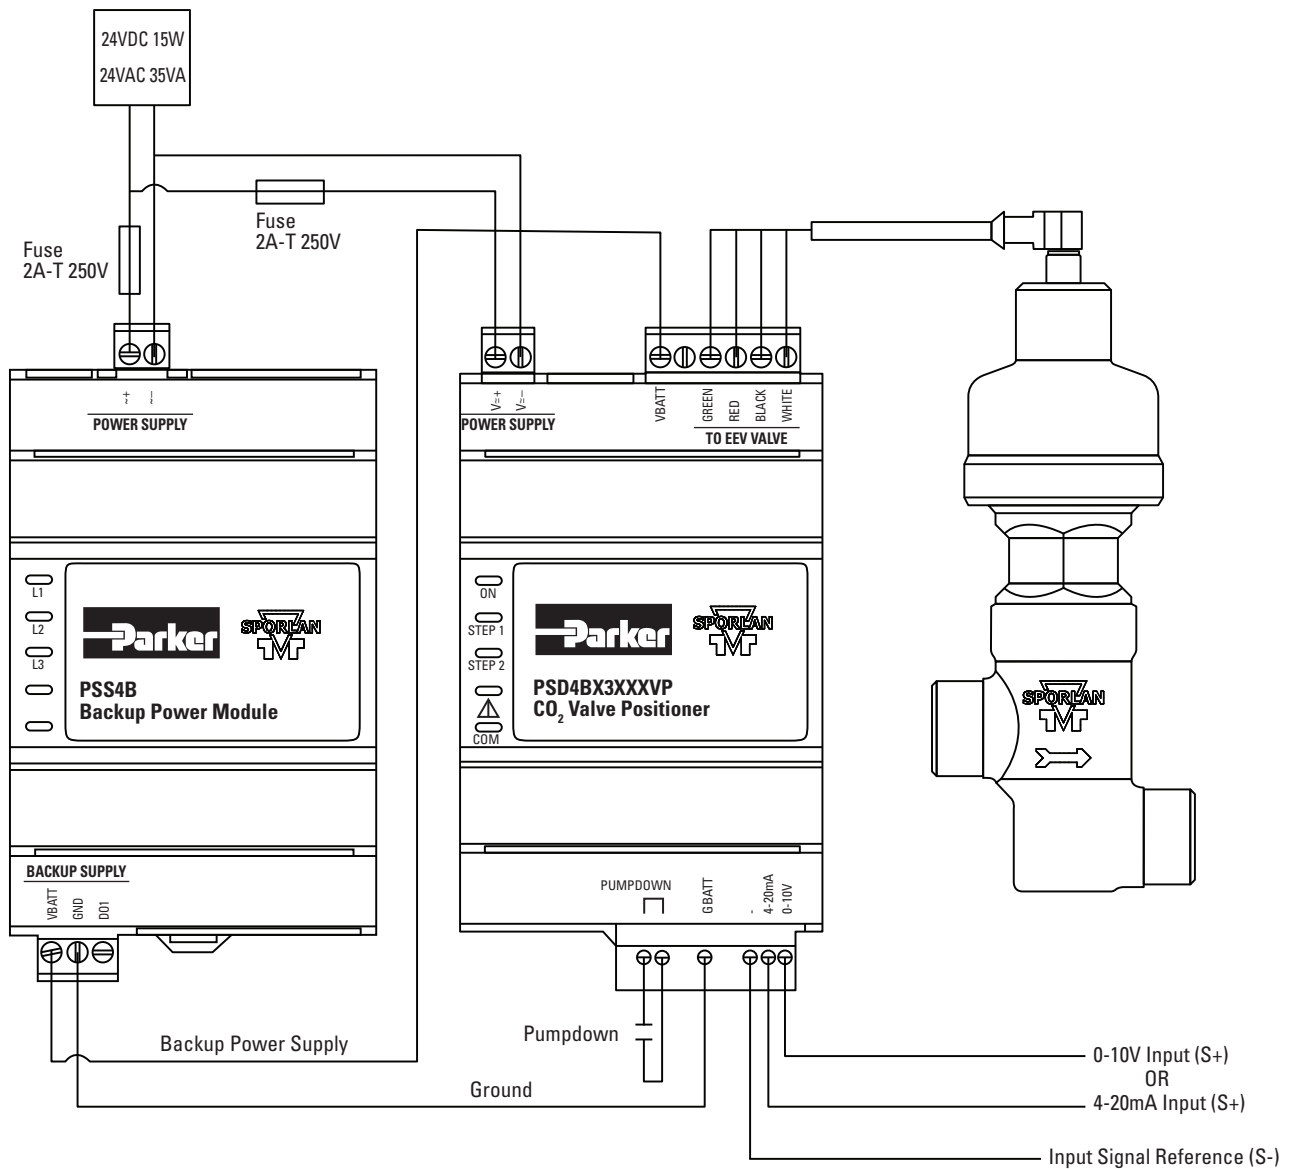 24VDC 15W
24VAC 35VA
Fuse
2A-T 250V
Fuse
2A-T 250V
~+
~–
POWER SUPPLY
V≂+
V≂–
POWER SUPPLY
VBATT
GREEN
RED
BLACK
WHITE
TO EEV VALVE
L1
L2
L3
Parker
SPORLAN
PSS4B
Backup Power Module
ON
STEP 1
STEP 2
COM
Parker
SPORLAN
PSD4BX3XXXVP
CO₂ Valve Positioner
SPORLAN
BACKUP SUPPLY
VBATT
GND
DO1
PUMPDOWN
GBATT
-
4-20mA
0-10V
Pumpdown
Backup Power Supply
Ground
0-10V Input (S+)
OR
4-20mA Input (S+)
Input Signal Reference (S-)